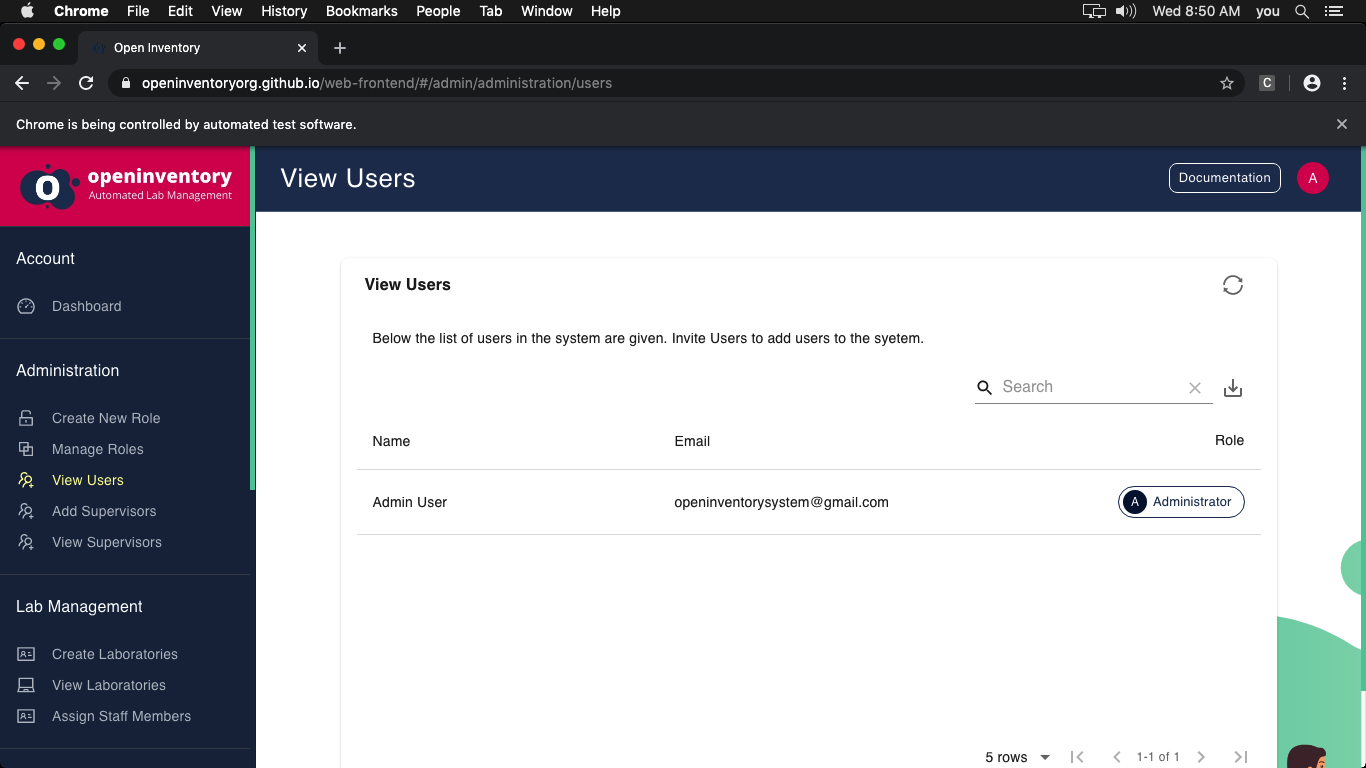 Chrome File Edit View History Bookmarks People Tab Window Help Wed 8:50 AM you
Open Inventory
openinventoryorg.github.io/web-frontend/#/admin/administration/users
C
Chrome is being controlled by automated test software.
openinventory
Automated Lab Management
View Users
Documentation
A
Account
Dashboard
Administration
Create New Role
Manage Roles
View Users
Add Supervisors
View Supervisors
Lab Management
Create Laboratories
View Laboratories
Assign Staff Members
View Users
Below the list of users in the system are given. Invite Users to add users to the syetem.
Search
Name Email Role
Admin User openinventorysystem@gmail.com A Administrator
5 rows 1-1 of 1